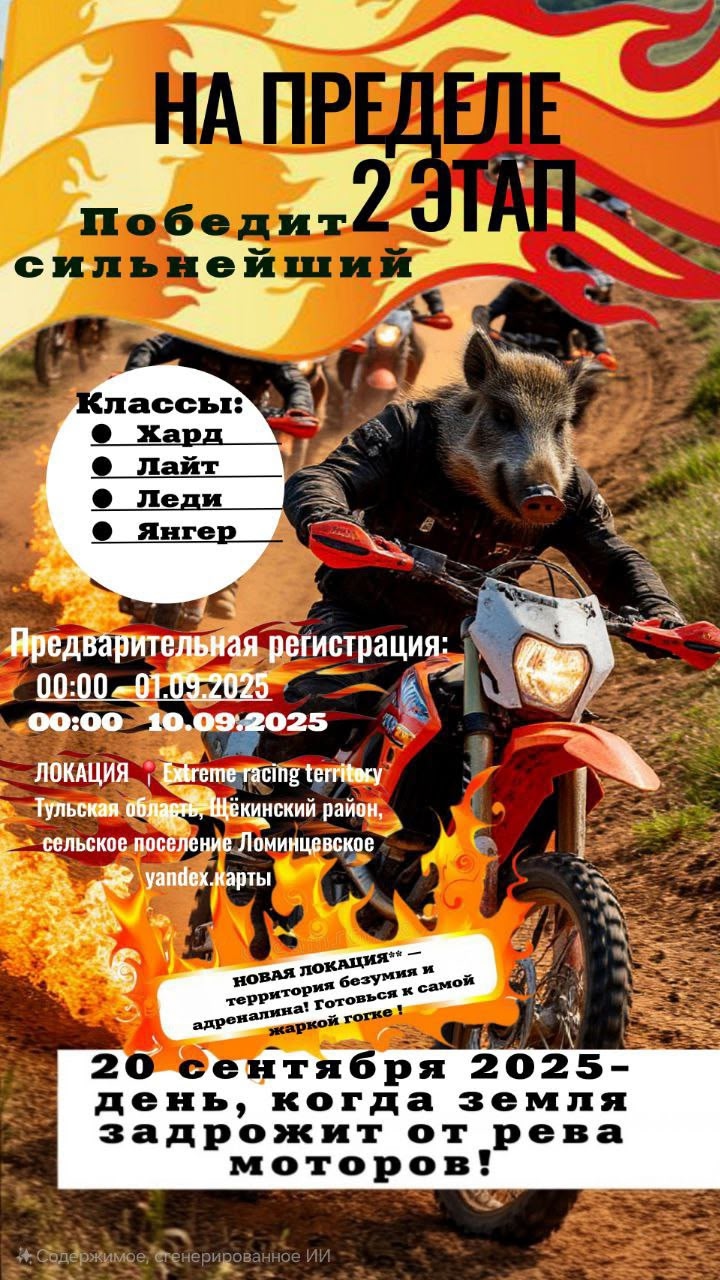 НА ПРЕДЕЛЕ
2 ЭТАП
Победит
сильнейший
Классы:
● Хард
● Лайт
● Леди
● Янгер
Предварительная регистрация:
00:00 - 01.09.2025
00:00 10.09.2025
ЛОКАЦИЯ 📍Extreme racing territory
Тульская область, Щёкинский район,
сельское поселение Ломинцевское
yandex.карты
НОВАЯ ЛОКАЦИЯ** —
территория безумия и
адреналина! Готовься к самой
жаркой гогке !
20 сентября 2025-
день, когда земля
задрожит от рева
моторов!
Содержимое, сгенерированное ИИ